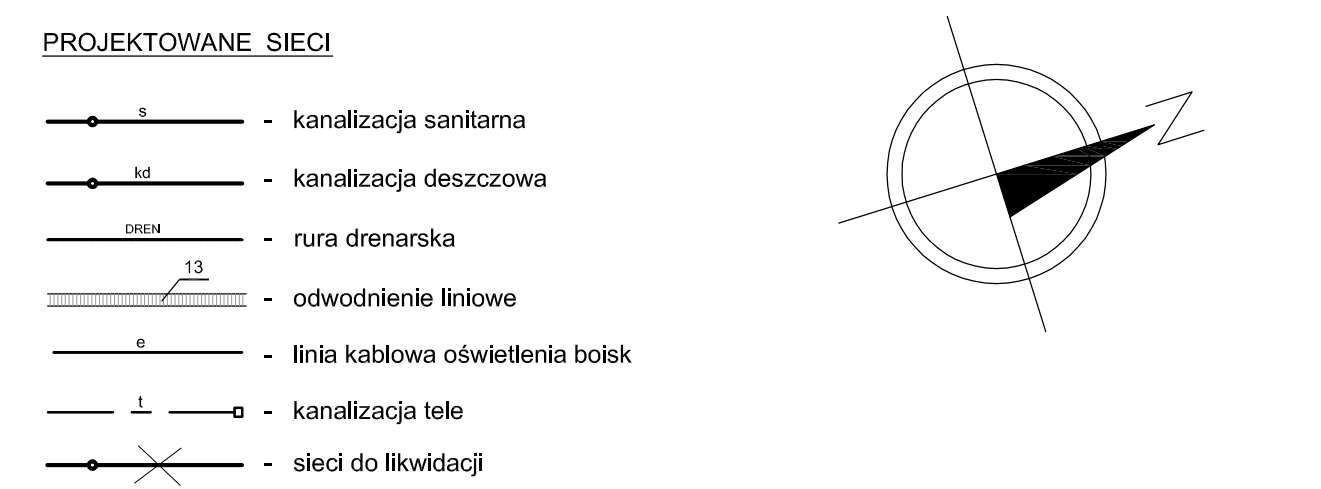 PROJEKTOWANE SIECI
s - kanalizacja sanitarna
kd - kanalizacja deszczowa
DREN - rura drenarska
13 - odwodnienie liniowe
e - linia kablowa oświetlenia boisk
t - kanalizacja tele
- sieci do likwidacji
N